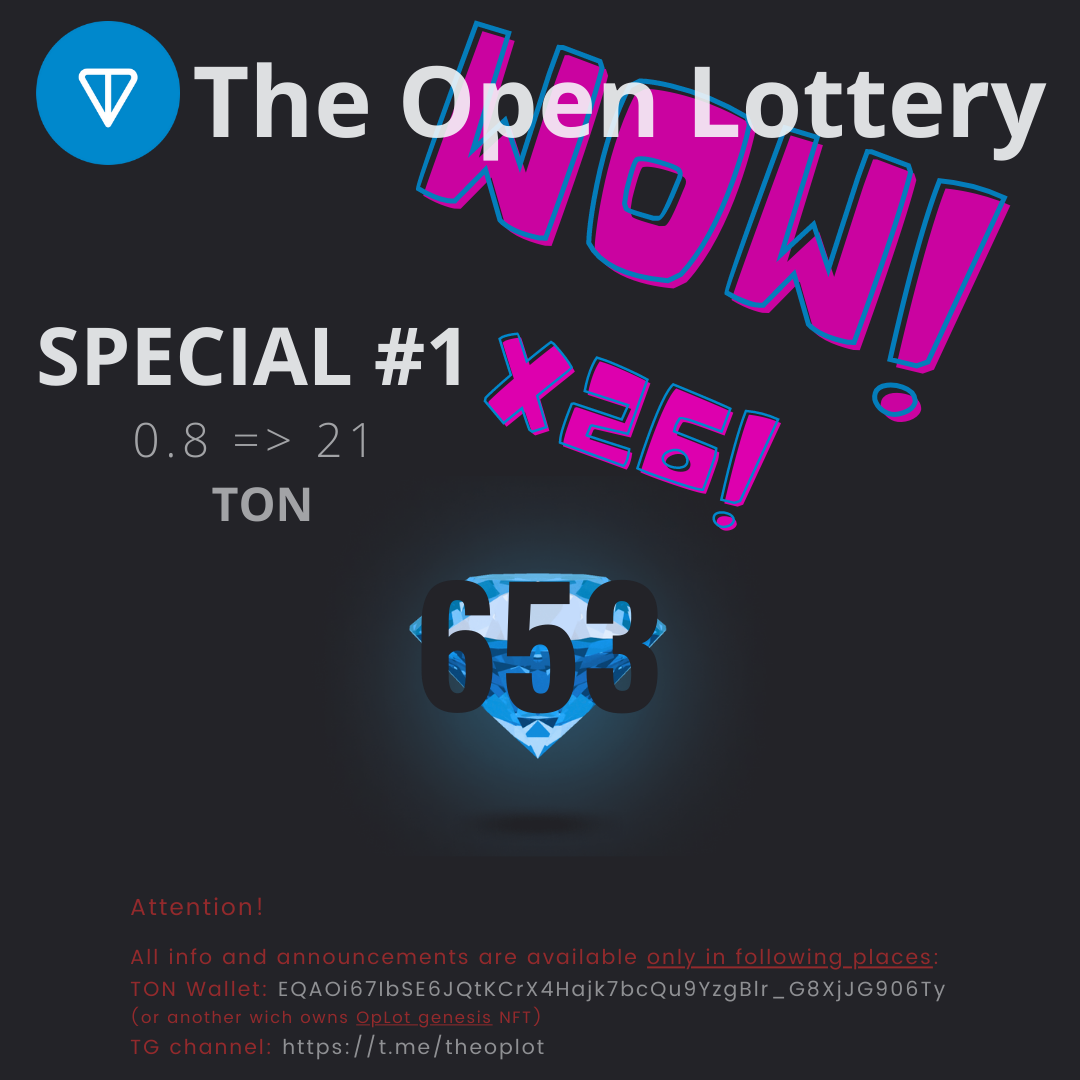 The Open Lottery
WOW!
SPECIAL #1
x26!
0.8 => 21
TON
653
Attention!
All info and announcements are available only in following places:
TON Wallet: EQAOi67IbSE6JQtKCrX4Hajk7bcQu9YzgBlr_G8XjJG906Ty
(or another wich owns OpLot genesis NFT)
TG channel: https://t.me/theoplot